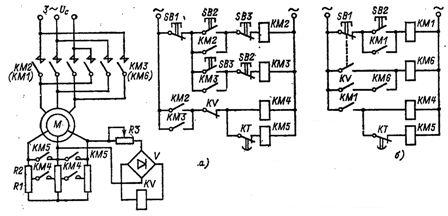 3~Uc
KM2
(KM1)
KM3
(KM6)
M
KM5
KM5
R3
R2
KM4
KM4
R1
V
KV
~
~
SB1
SB2
SB3
KM2
KM2
SB3
SB2
KM3
KM3
KM2
KV
KM4
KM3
KT
KM5
а)
~
~
SB1
SB2
KM1
KM1
KM6
KV
KM6
KM1
KM4
KT
KM5
б)